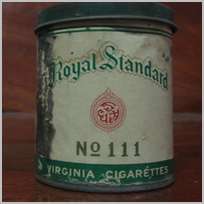 Royal Standard
No 111
VIRGINIA CIGARETTES